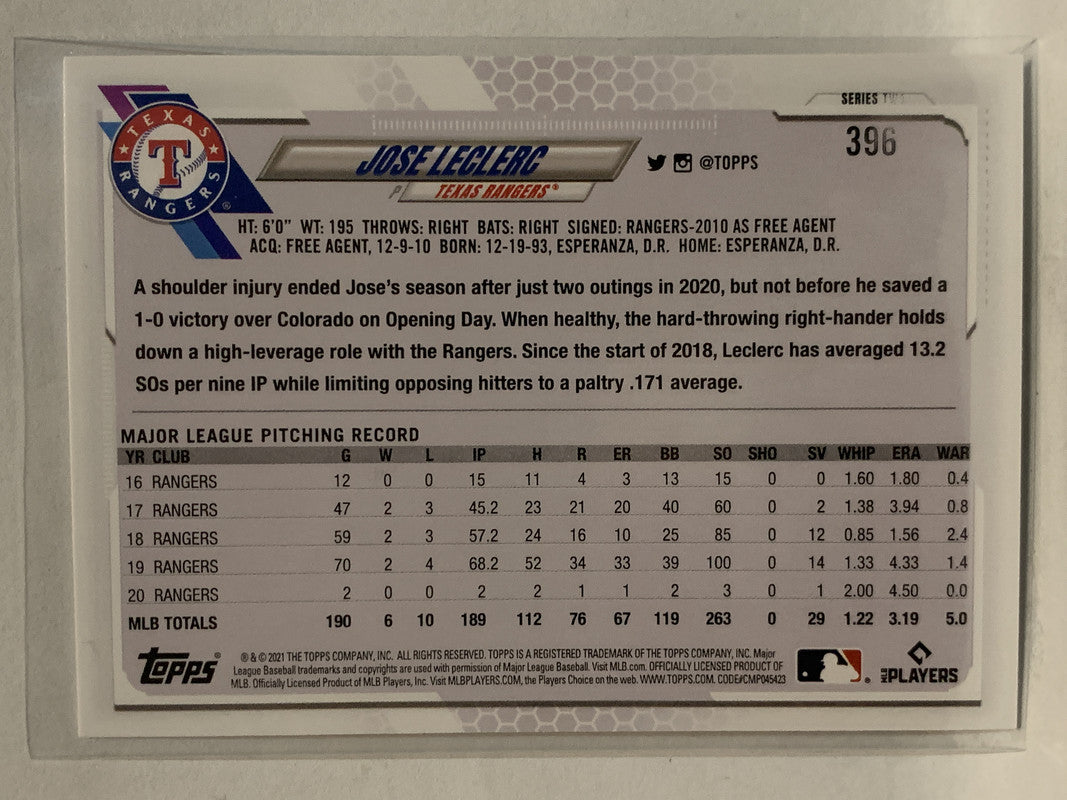 SERIES TWO
396
TEXAS RANGERS
T
JOSE LECLERC
@TOPPS
P TEXAS RANGERS®
HT: 6'0" WT: 195 THROWS: RIGHT BATS: RIGHT SIGNED: RANGERS-2010 AS FREE AGENT
ACQ: FREE AGENT, 12-9-10 BORN: 12-19-93, ESPERANZA, D.R. HOME: ESPERANZA, D.R.
A shoulder injury ended Jose's season after just two outings in 2020, but not before he saved a
1-0 victory over Colorado on Opening Day. When healthy, the hard-throwing right-hander holds
down a high-leverage role with the Rangers. Since the start of 2018, Leclerc has averaged 13.2
SOs per nine IP while limiting opposing hitters to a paltry .171 average.
MAJOR LEAGUE PITCHING RECORD
YR CLUB G W L IP H R ER BB SO SHO SV WHIP ERA WAR
16 RANGERS 12 0 0 15 11 4 3 13 15 0 0 1.60 1.80 0.4
17 RANGERS 47 2 3 45.2 23 21 20 40 60 0 2 1.38 3.94 0.8
18 RANGERS 59 2 3 57.2 24 16 10 25 85 0 12 0.85 1.56 2.4
19 RANGERS 70 2 4 68.2 52 34 33 39 100 0 14 1.33 4.33 1.4
20 RANGERS 2 0 0 2 2 1 1 2 3 0 1 2.00 4.50 0.0
MLB TOTALS 190 6 10 189 112 76 67 119 263 0 29 1.22 3.19 5.0
Topps®
® & © 2021 THE TOPPS COMPANY, INC. ALL RIGHTS RESERVED. TOPPS IS A REGISTERED TRADEMARK OF THE TOPPS COMPANY, INC. Major
League Baseball trademarks and copyrights are used with permission of Major League Baseball. Visit MLB.com. OFFICIALLY LICENSED PRODUCT OF
MLB. Officially Licensed Product of MLB Players, Inc. Visit MLBPLAYERS.COM, the Players Choice on the web. WWW.TOPPS.COM. CODE#CMP045423
MLB PLAYERS